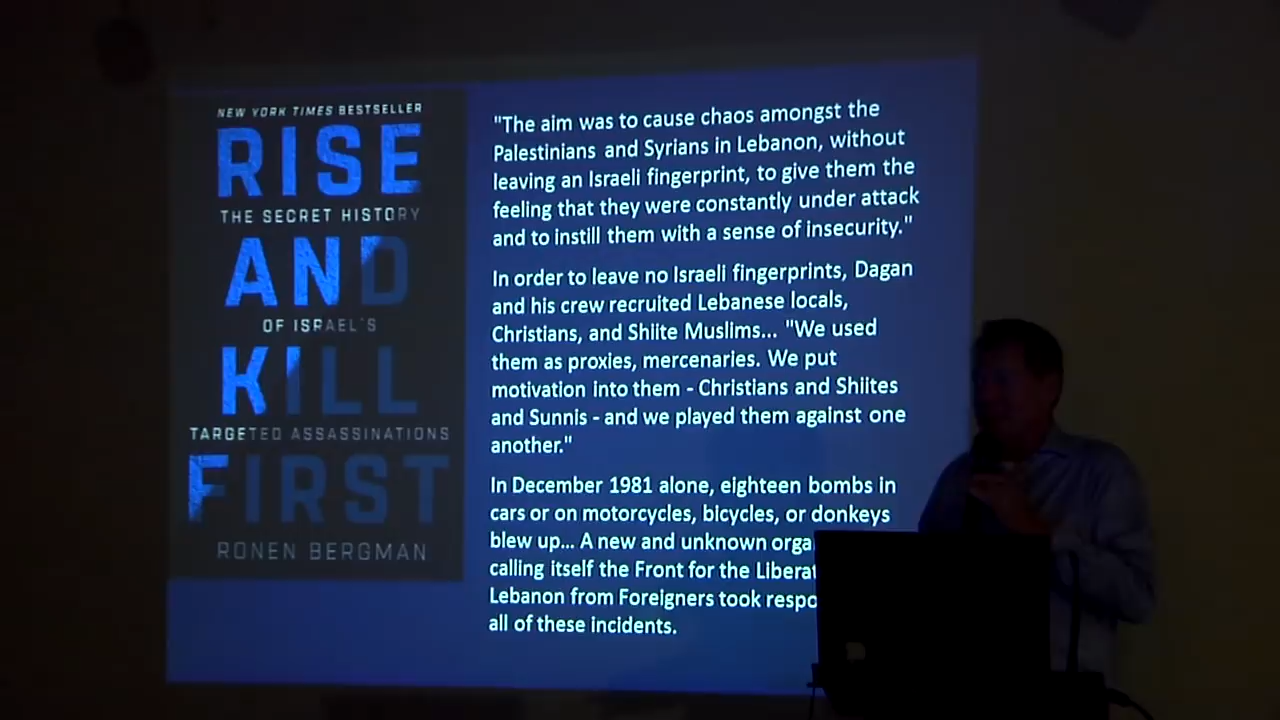 NEW YORK TIMES BESTSELLER
RISE
THE SECRET HISTORY
AND
OF ISRAEL'S
KILL
TARGETED ASSASSINATIONS
FIRST
RONEN BERGMAN
"The aim was to cause chaos amongst the
Palestinians and Syrians in Lebanon, without
leaving an Israeli fingerprint, to give them the
feeling that they were constantly under attack
and to instill them with a sense of insecurity."
In order to leave no Israeli fingerprints, Dagan
and his crew recruited Lebanese locals,
Christians, and Shiite Muslims... "We used
them as proxies, mercenaries. We put
motivation into them - Christians and Shiites
and Sunnis - and we played them against one
another."
In December 1981 alone, eighteen bombs in
cars or on motorcycles, bicycles, or donkeys
blew up... A new and unknown
calling itself the Front for the
Lebanon from Foreigners took
all of these incidents.